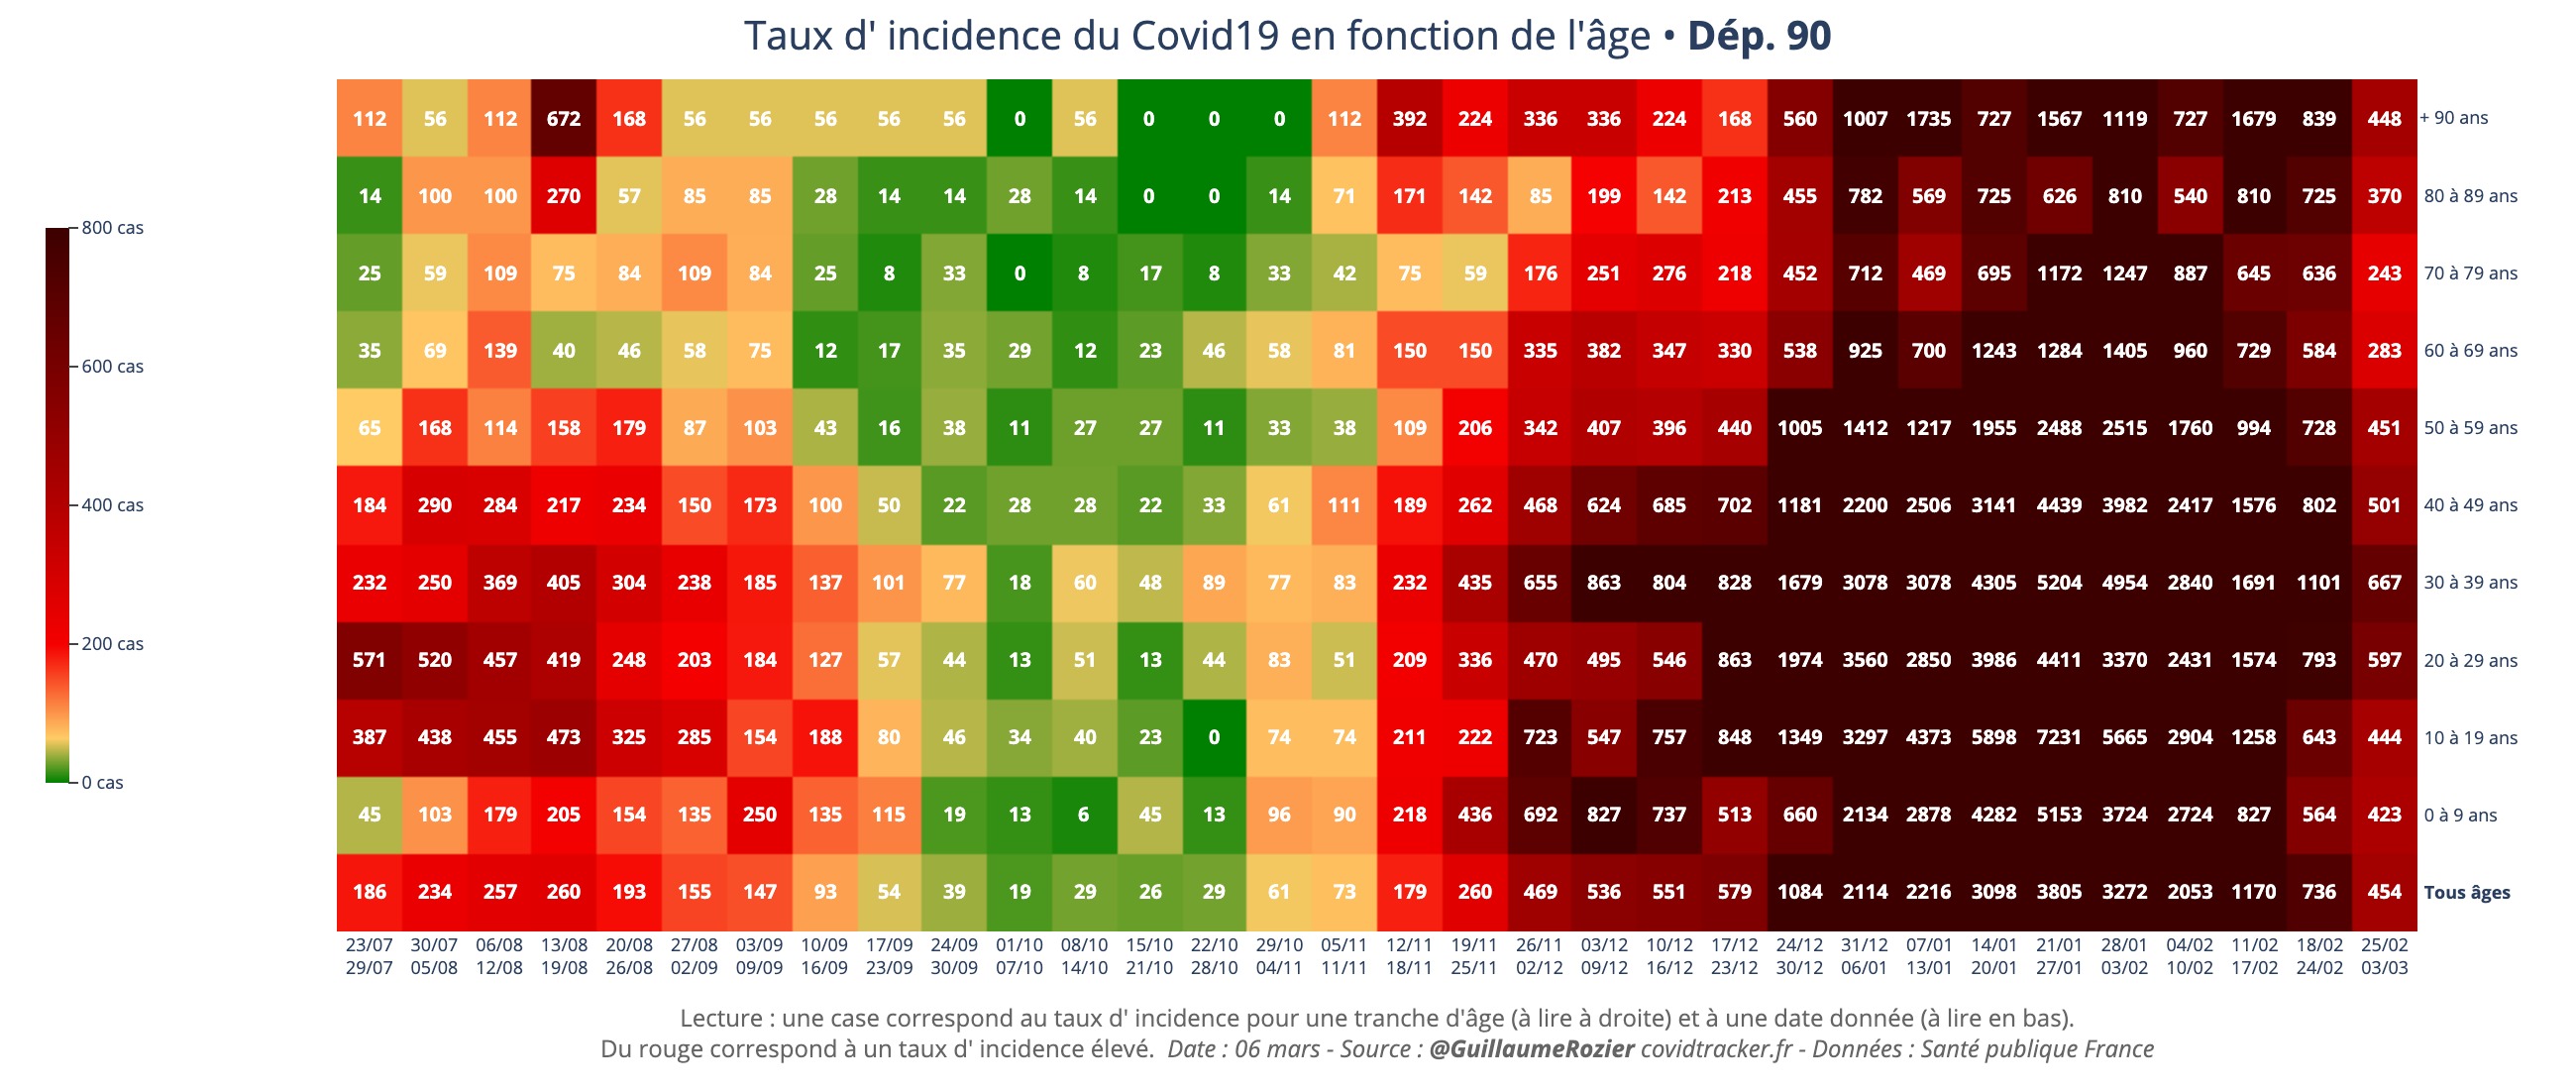 Taux d' incidence du Covid19 en fonction de l'âge • Dép. 90
112 56 112 672 168 56 56 56 56 56 0 56 0 0 0 112 392 224 336 336 224 168 560 1007 1735 727 1567 1119 727 1679 839 448 + 90 ans
14 100 100 270 57 85 85 28 14 14 28 14 0 0 14 71 171 142 85 199 142 213 455 782 569 725 626 810 540 810 725 370 80 à 89 ans
800 cas
25 59 109 75 84 109 84 25 8 33 0 8 17 8 33 42 75 59 176 251 276 218 452 712 469 695 1172 1247 887 645 636 243 70 à 79 ans
35 69 139 40 46 58 75 12 17 35 29 12 23 46 58 81 150 150 335 382 347 330 538 925 700 1243 1284 1405 960 729 584 283 60 à 69 ans
600 cas
65 168 114 158 179 87 103 43 16 38 11 27 27 11 33 38 109 206 342 407 396 440 1005 1412 1217 1955 2488 2515 1760 994 728 451 50 à 59 ans
400 cas
184 290 284 217 234 150 173 100 50 22 28 28 22 33 61 111 189 262 468 624 685 702 1181 2200 2506 3141 4439 3982 2417 1576 802 501 40 à 49 ans
232 250 369 405 304 238 185 137 101 77 18 60 48 89 77 83 232 435 655 863 804 828 1679 3078 3078 4305 5204 4954 2840 1691 1101 667 30 à 39 ans
200 cas
571 520 457 419 248 203 184 127 57 44 13 51 13 44 83 51 209 336 470 495 546 863 1974 3560 2850 3986 4411 3370 2431 1574 793 597 20 à 29 ans
387 438 455 473 325 285 154 188 80 46 34 40 23 0 74 74 211 222 723 547 757 848 1349 3297 4373 5898 7231 5665 2904 1258 643 444 10 à 19 ans
0 cas
45 103 179 205 154 135 250 135 115 19 13 6 45 13 96 90 218 436 692 827 737 513 660 2134 2878 4282 5153 3724 2724 827 564 423 0 à 9 ans
186 234 257 260 193 155 147 93 54 39 19 29 26 29 61 73 179 260 469 536 551 579 1084 2114 2216 3098 3805 3272 2053 1170 736 454 Tous âges
23/07 30/07 06/08 13/08 20/08 27/08 03/09 10/09 17/09 24/09 01/10 08/10 15/10 22/10 29/10 05/11 12/11 19/11 26/11 03/12 10/12 17/12 24/12 31/12 07/01 14/01 21/01 28/01 04/02 11/02 18/02 25/02
29/07 05/08 12/08 19/08 26/08 02/09 09/09 16/09 23/09 30/09 07/10 14/10 21/10 28/10 04/11 11/11 18/11 25/11 02/12 09/12 16/12 23/12 30/12 06/01 13/01 20/01 27/01 03/02 10/02 17/02 24/02 03/03
Lecture : une case correspond au taux d' incidence pour une tranche d'âge (à lire à droite) et à une date donnée (à lire en bas).
Du rouge correspond à un taux d' incidence élevé. Date : 06 mars - Source : @GuillaumeRozier covidtracker.fr - Données : Santé publique France